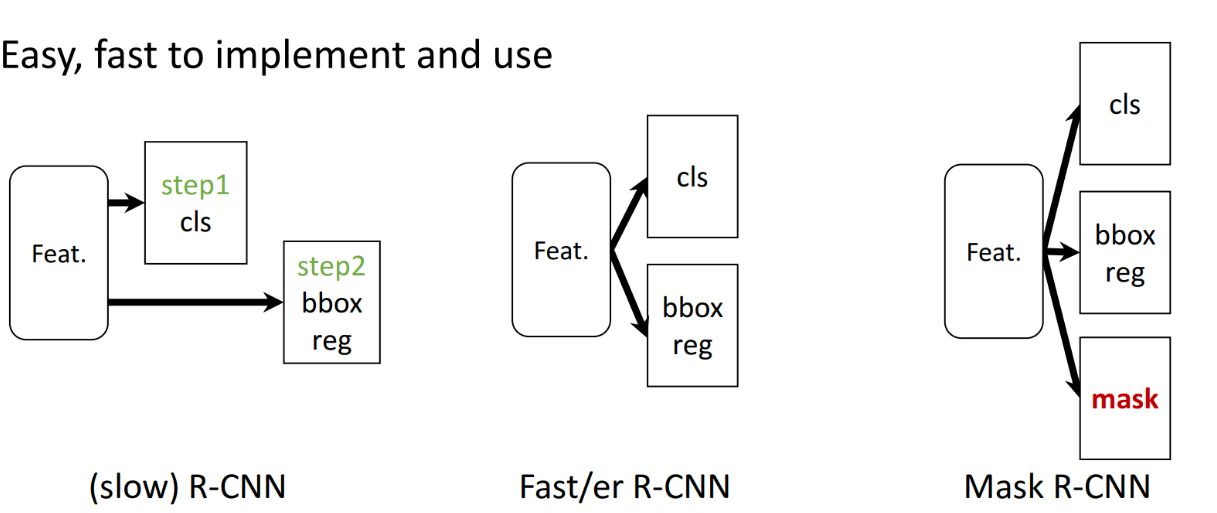 Easy, fast to implement and use
Feat.
step1
cls
step2
bbox
reg
(slow) R-CNN
Feat.
cls
bbox
reg
Fast/er R-CNN
Feat.
cls
bbox
reg
mask
Mask R-CNN